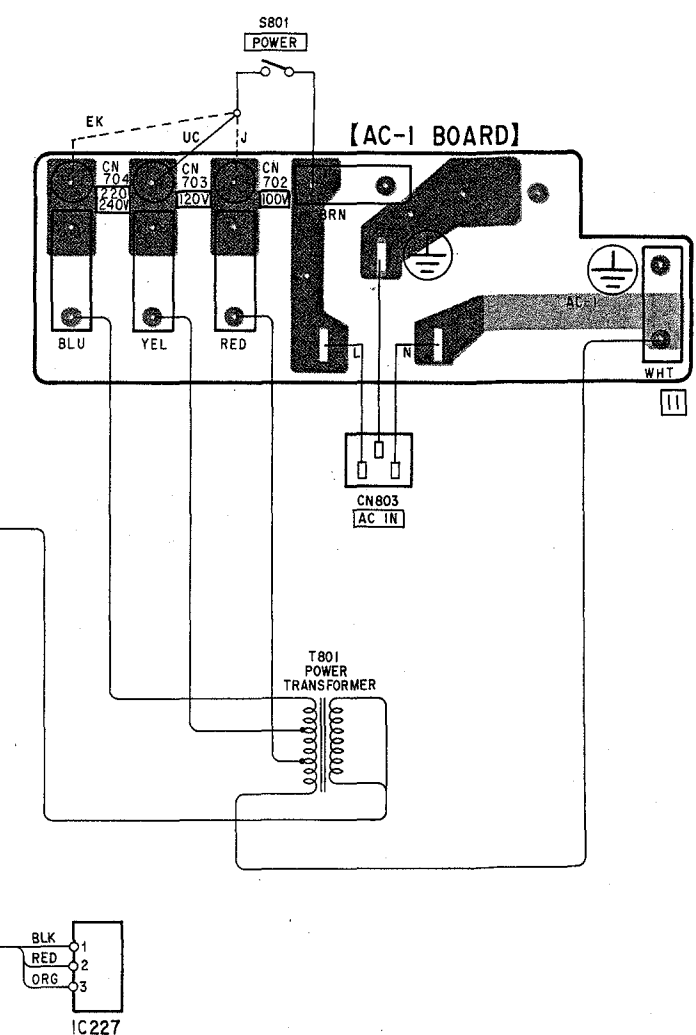 S801
POWER
EK
UC
J
【AC-1 BOARD】
CN
704
220
240V
CN
703
120V
CN
702
100V
BRN
AC-1
BLU
YEL
RED
L
N
WHT
11
CN803
AC IN
T801
POWER
TRANSFORMER
BLK
1
RED
2
ORG
3
IC227